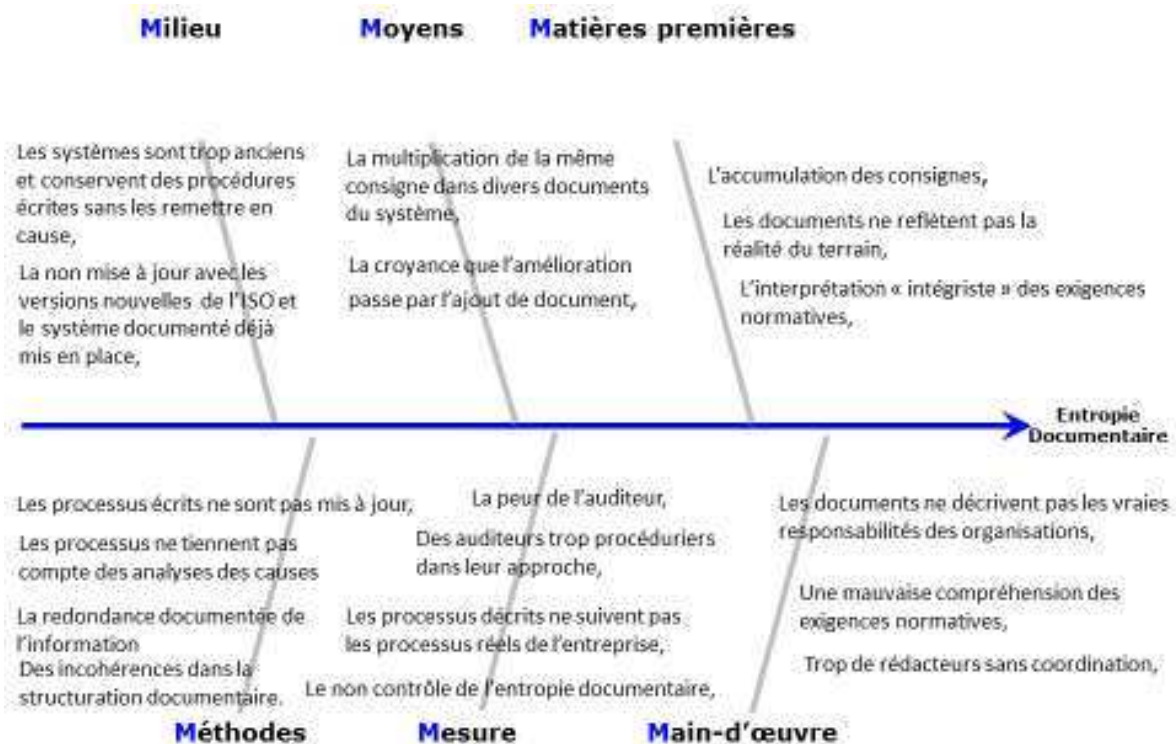 Milieu
Moyens
Matières premières
Les systèmes sont trop anciens
et conservent des procédures
écrites sans les remettre en
cause,
La non mise à jour avec les
versions nouvelles de l'ISO et
le système documenté déjà
mis en place,
La multiplication de la même
consigne dans divers documents
du système,
La croyance que l'amélioration
passe par l'ajout de document,
L'accumulation des consignes,
Les documents ne reflètent pas la
réalité du terrain,
L'interprétation « intégriste » des exigences
normatives,
Entropie
Documentaire
Les processus écrits ne sont pas mis à jour,
Les processus ne tiennent pas
compte des analyses des causes
La redondance documentée de
l'information
Des incohérences dans la
structuration documentaire.
La peur de l'auditeur,
Des auditeurs trop procéduriers
dans leur approche,
Les processus décrits ne suivent pas
les processus réels de l'entreprise,
Le non contrôle de l'entropie documentaire,
Les documents ne décrivent pas les vraies
responsabilités des organisations,
Une mauvaise compréhension des
exigences normatives,
Trop de rédacteurs sans coordination,
Méthodes
Mesure
Main-d'œuvre